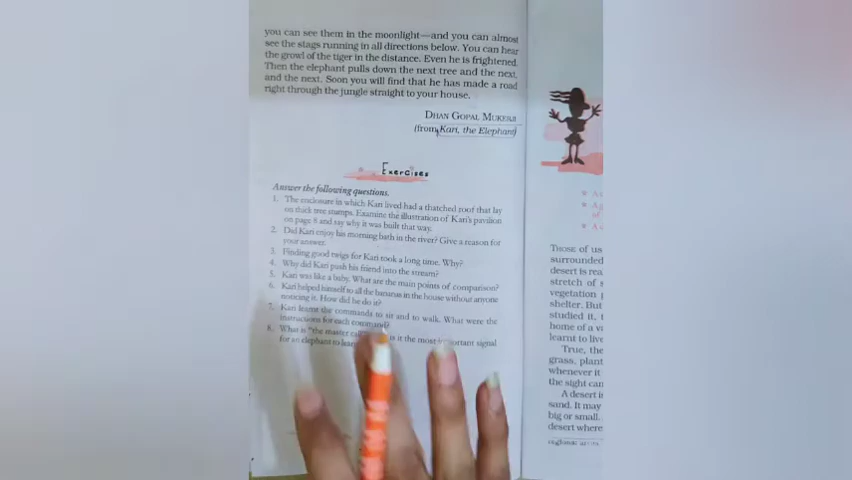 you can see them in the moonlight—and you can almost
see the stags running in all directions below. You can hear
the growl of the tiger in the distance. Even he is frightened.
Then the elephant pulls down the next tree and the next,
and the next. Soon you will find that he has made a road
right through the jungle straight to your house.
DHAN GOPAL MUKERJI
(from Kari, the Elephant)
Exercises
Answer the following questions.
1. The enclosure in which Kari lived had a thatched roof that lay
on thick tree stumps. Examine the illustration of Kari's pavilion
on page 8 and say why it was built that way.
2. Did Kari enjoy his morning bath in the river? Give a reason for
your answer.
3. Finding good twigs for Kari took a long time. Why?
4. Why did Kari push his friend into the stream?
5. Kari was like a baby. What are the main points of comparison?
6. Kari helped himself to all the bananas in the house without anyone
noticing it. How did he do it?
7. Kari learnt the commands to sit and to walk. What were the
instructions for each command?
8. What is "the master call is it the most important signal
for an elephant to learn
THOSE of us
surrounded
desert is rea
stretch of s
vegetation
shelter. But
studied it,
home of a va
learnt to live
True, the
grass, plant
whenever it
the sight can
A desert i
sand. It may
big or small.
desert where